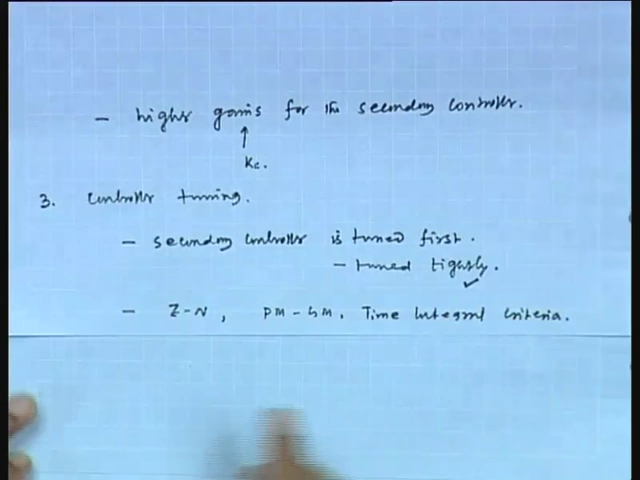 - higher gains for the secondary controller.
↑
Kc.
3. Controller tuning.
- secondary controller is tuned first.
- tuned tightly. ✓
- Z-N, PM-GM, Time Integral Criteria.